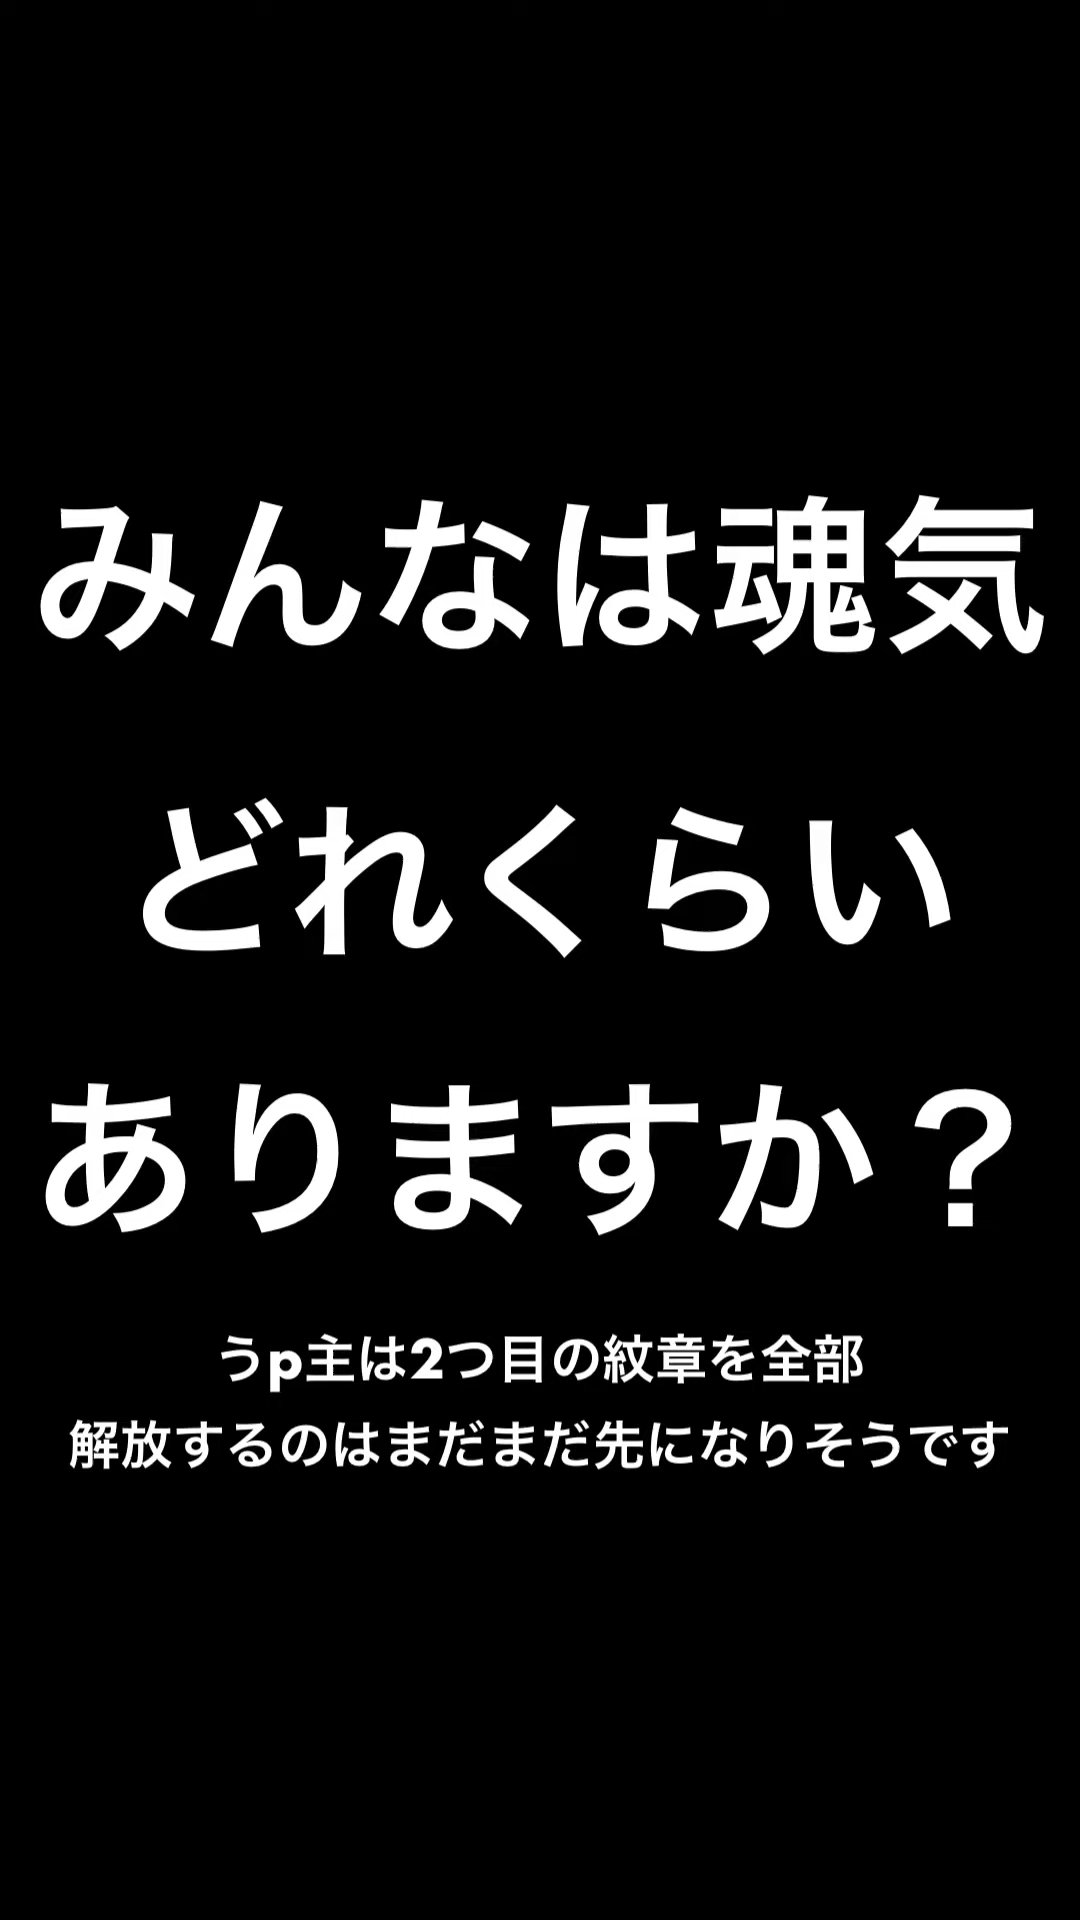 みんなは魂気
どれくらい
ありますか？
うp主は2つ目の紋章を全部
解放するのはまだまだ先になりそうです